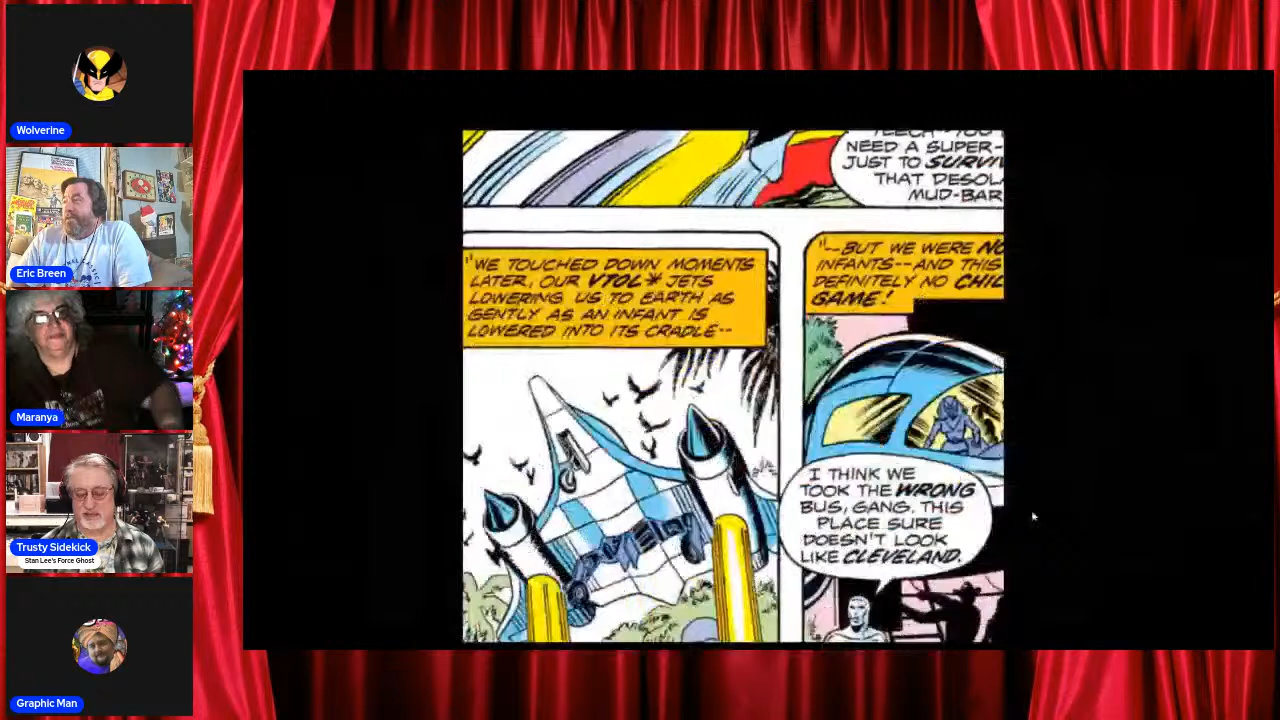 Wolverine
Eric Breen
Maranya
Trusty Sidekick
Stan Lee's Force Ghost
Graphic Man
NEED A SUPER-
JUST TO
THAT
MUD-
"WE TOUCHED DOWN MOMENTS
LATER, OUR VTOL* JETS
LOWERING US TO EARTH AS
GENTLY AS AN INFANT IS
LOWERED INTO ITS CRADLE--
"--BUT WE WERE NO
INFANTS--AND THIS
DEFINITELY NO CHIL
GAME!
I THINK WE
TOOK THE WRONG
BUS, GANG. THIS
PLACE SURE
DOESN'T LOOK
LIKE CLEVELAND.